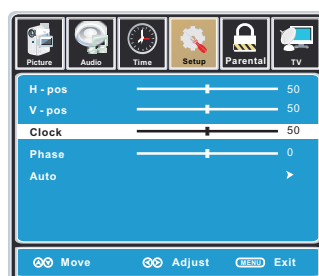 Picture Audio Time Setup Parental TV
H - pos 50
V - pos 50
Clock 50
Phase 0
Auto
Move Adjust MENU Exit